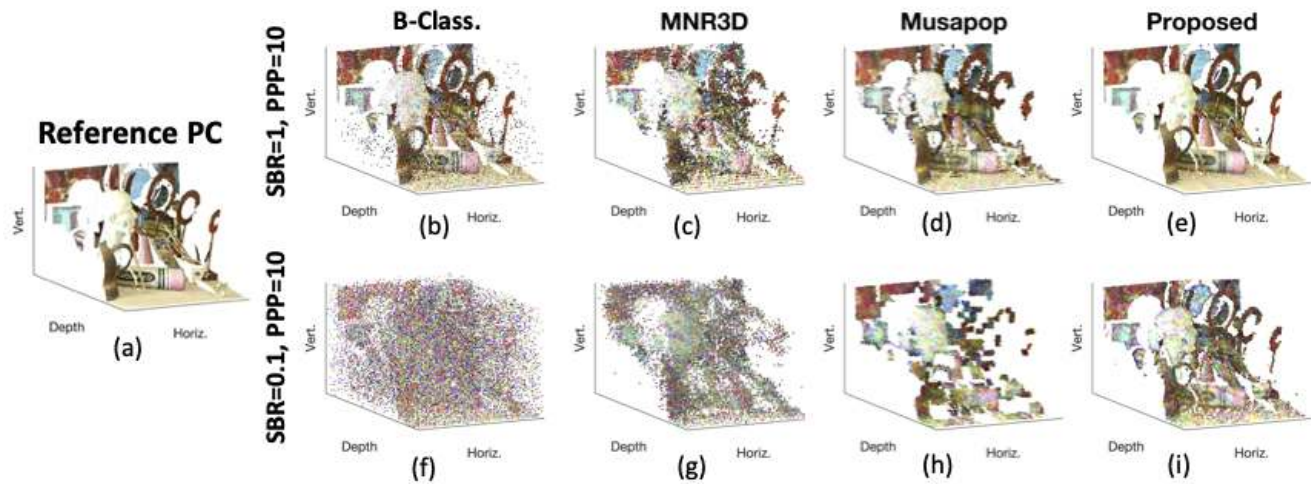 B-Class.
MNR3D
Musapop
Proposed
SBR=1, PPP=10
Vert.
Depth
Horiz.
(b)
Vert.
Depth
Horiz.
(c)
Vert.
Depth
Horiz.
(d)
Vert.
Depth
Horiz.
(e)
Reference PC
Vert.
Depth
Horiz.
(a)
SBR=0.1, PPP=10
Vert.
Depth
Horiz.
(f)
Vert.
Depth
Horiz.
(g)
Vert.
Depth
Horiz.
(h)
Vert.
Depth
Horiz.
(i)